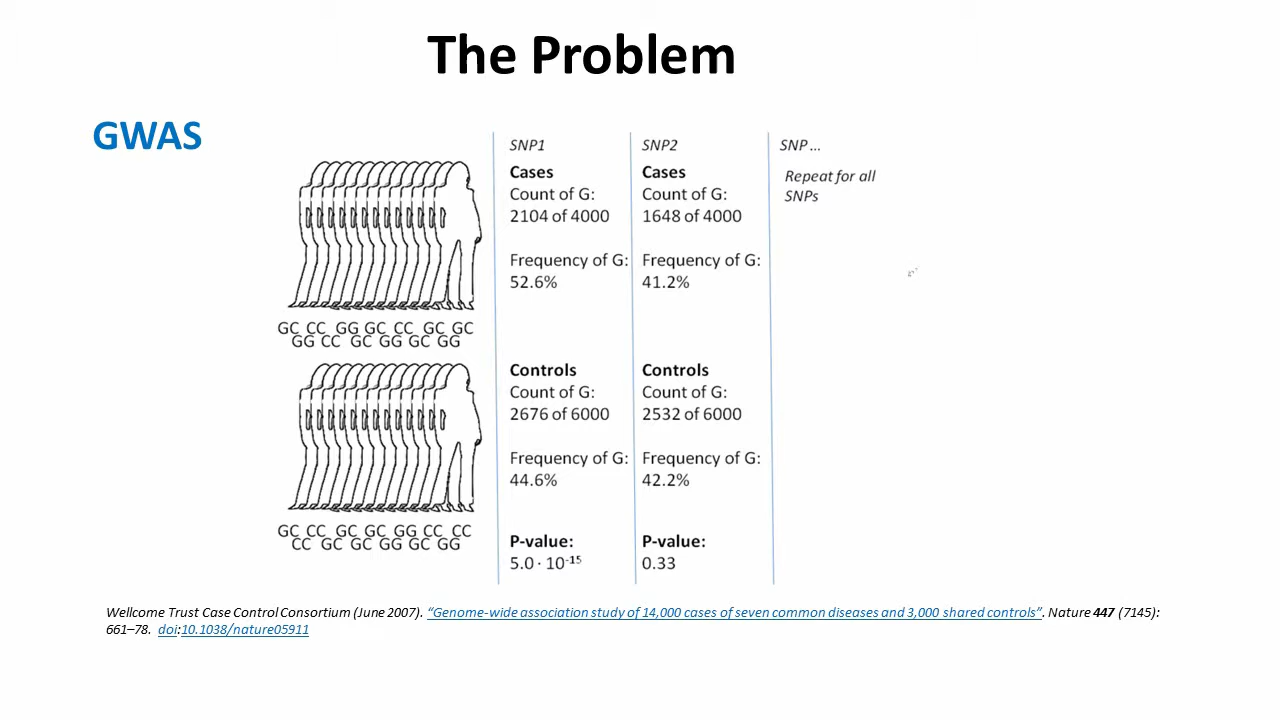 The Problem
GWAS
SNP1
Cases
Count of G:
2104 of 4000
Frequency of G:
52.6%
Controls
Count of G:
2676 of 6000
Frequency of G:
44.6%
P-value:
5.0 · 10-15
SNP2
Cases
Count of G:
1648 of 4000
Frequency of G:
41.2%
Controls
Count of G:
2532 of 6000
Frequency of G:
42.2%
P-value:
0.33
SNP ...
Repeat for all
SNPs
GC CC GG GC CC GC GC
GG CC GC GG GC GG
GC CC GC GC GG CC CC
CC GC GC GG GC GG
Wellcome Trust Case Control Consortium (June 2007). “Genome-wide association study of 14,000 cases of seven common diseases and 3,000 shared controls”. Nature 447 (7145):
661–78. doi:10.1038/nature05911